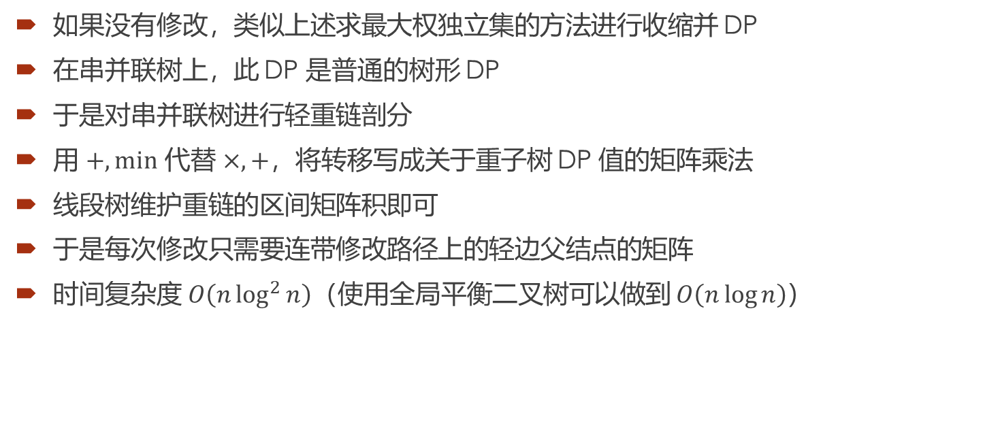 如果没有修改，类似上述求最大权独立集的方法进行收缩并 DP
在串并联树上，此 DP 是普通的树形 DP
于是对串并联树进行轻重链剖分
用 +, min 代替 ×, +，将转移写成关于重子树 DP 值的矩阵乘法
线段树维护重链的区间矩阵积即可
于是每次修改只需要连带修改路径上的轻边父结点的矩阵
时间复杂度 O(n log² n)（使用全局平衡二叉树可以做到 O(n log n)）